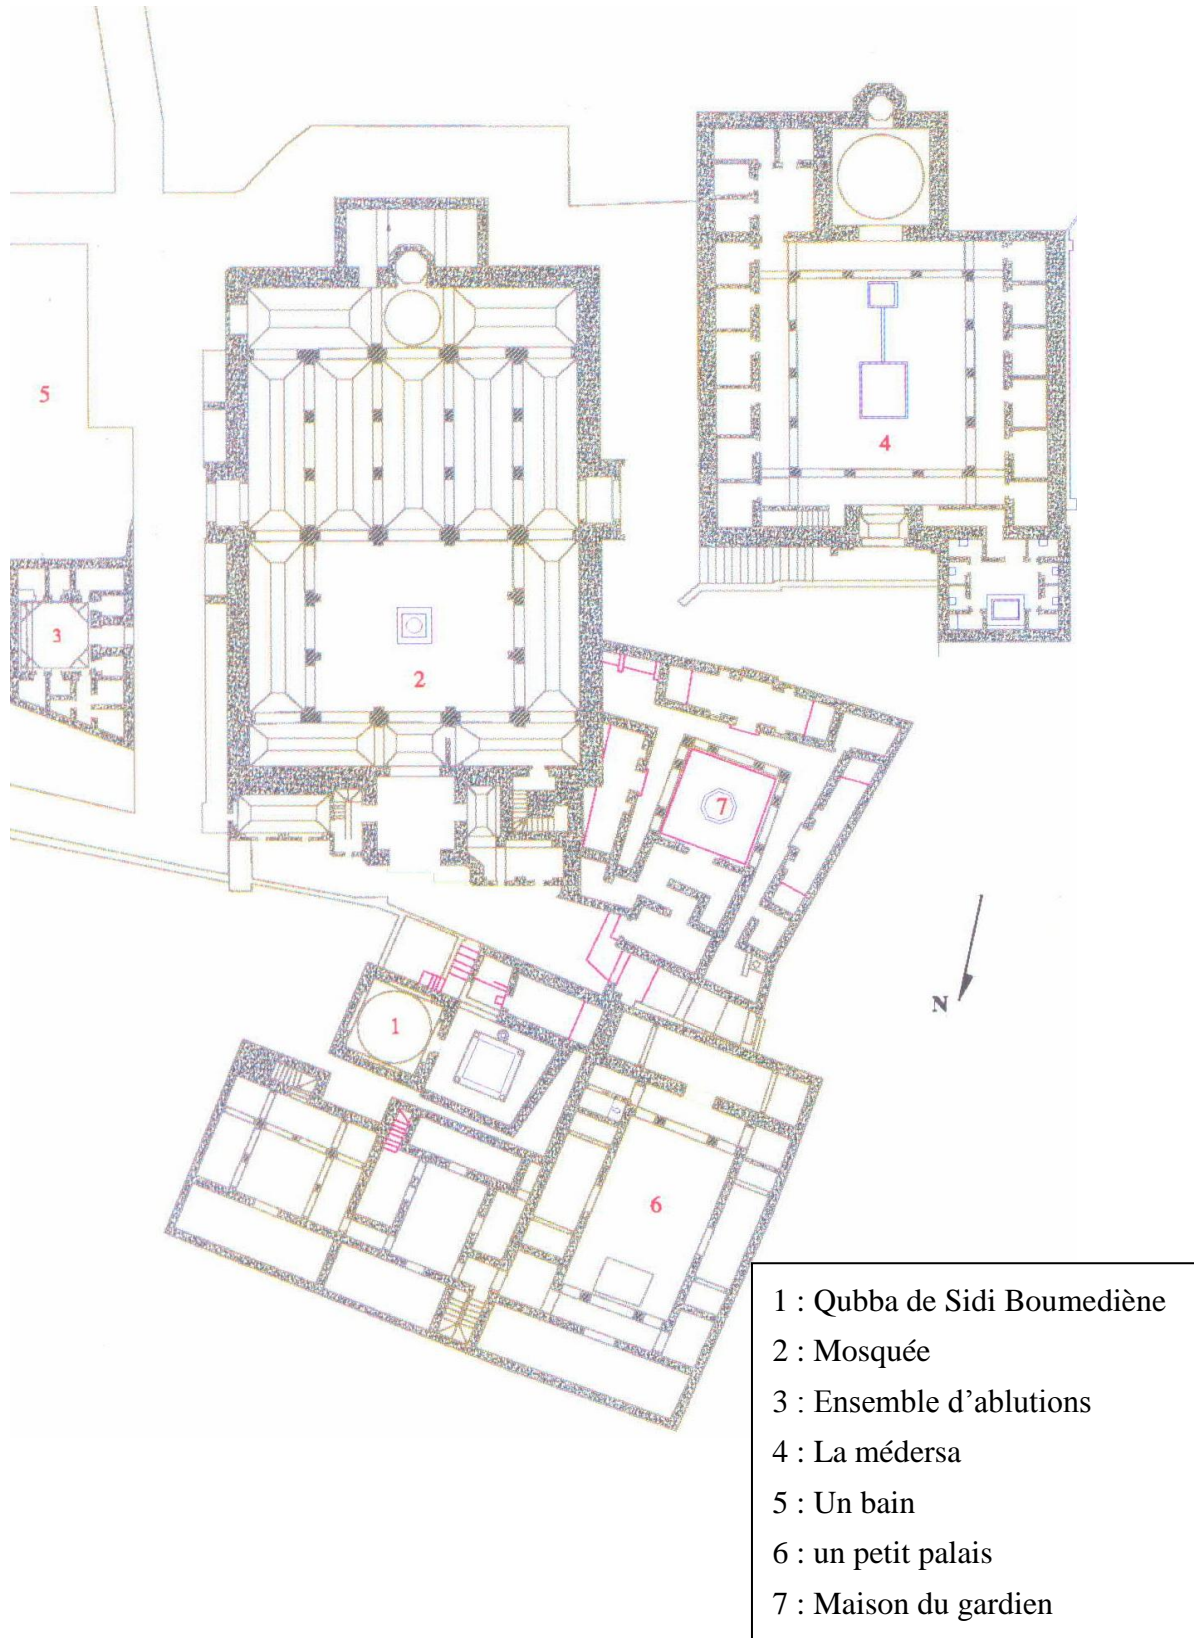 5
4
3
2
7
N
1
6
1 : Qubba de Sidi Boumediène
2 : Mosquée
3 : Ensemble d’ablutions
4 : La médersa
5 : Un bain
6 : un petit palais
7 : Maison du gardien